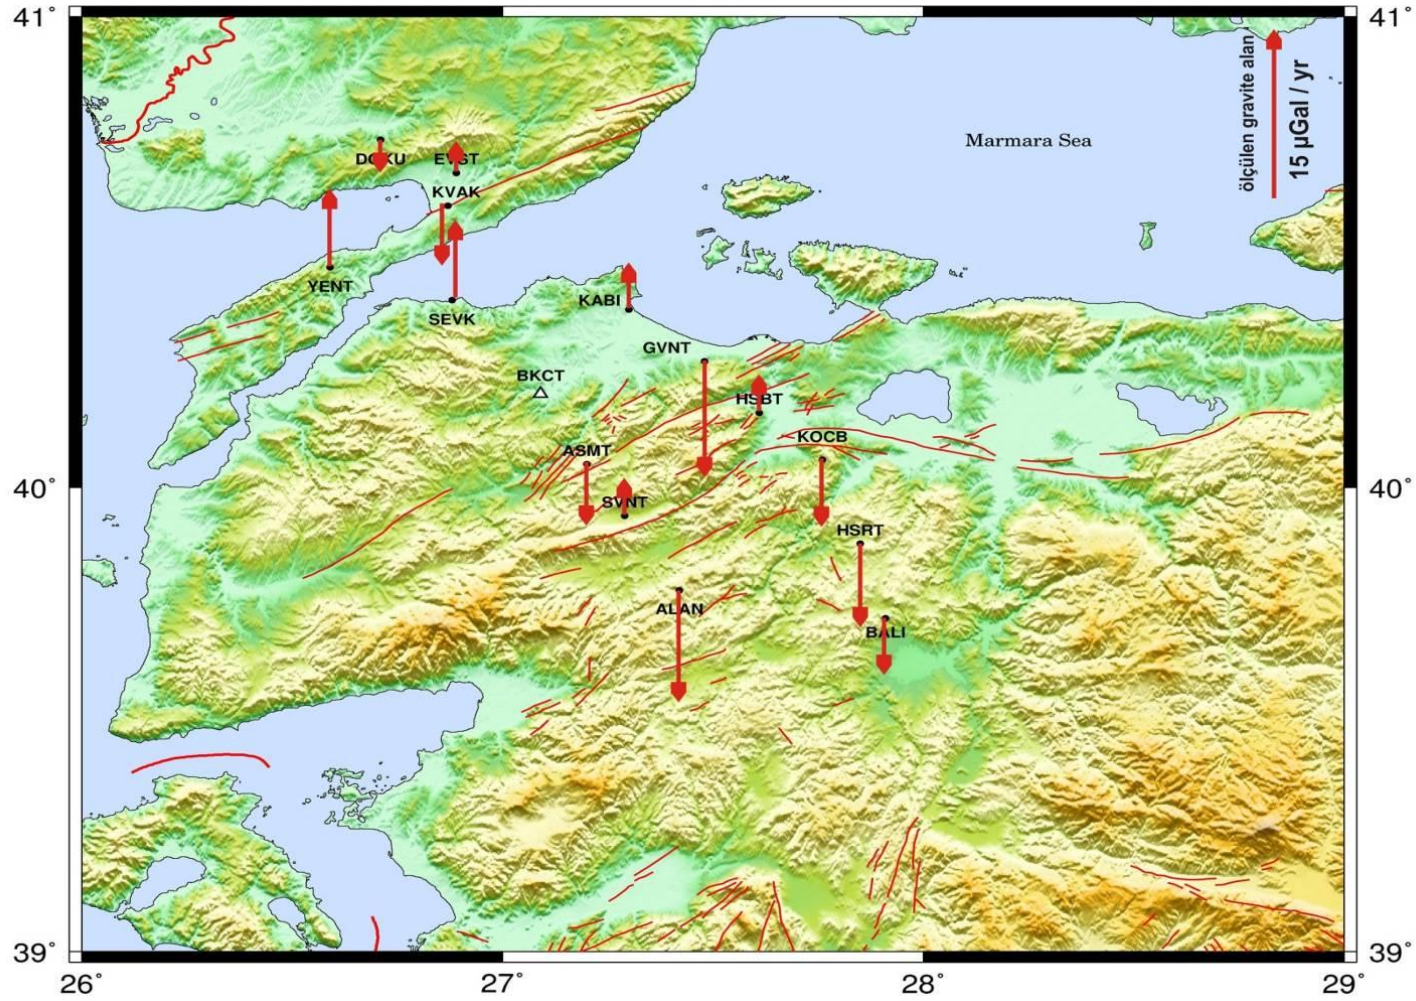 41°
41°
ölçülen gravite alan
15 µGal / yr
Marmara Sea
DOKU
EVST
KVAK
YENT
SEVK
KABI
GVNT
BKCT
HSBT
KOCB
ASMT
40°
40°
SVNT
HSRT
ALAN
BALI
39°
39°
26°
27°
28°
29°